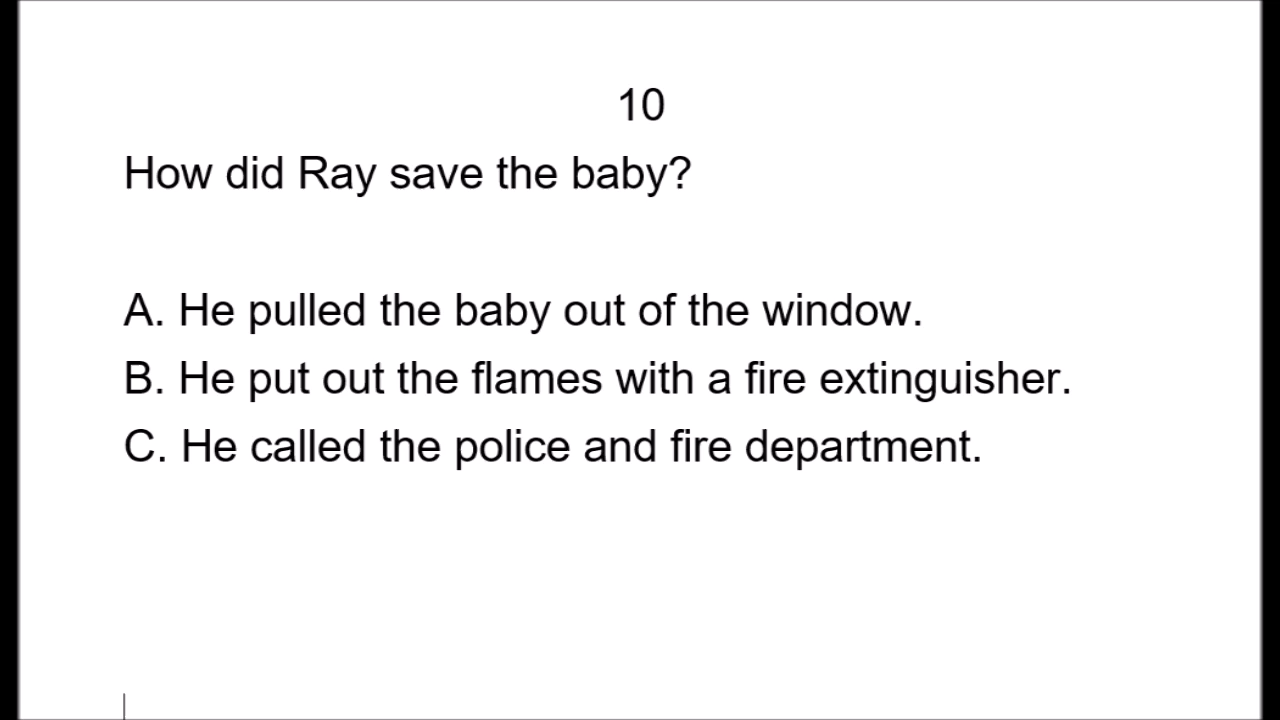 10
How did Ray save the baby?
A. He pulled the baby out of the window.
B. He put out the flames with a fire extinguisher.
C. He called the police and fire department.